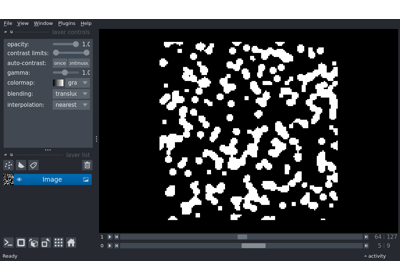 File View Window Plugins Help
layer controls
opacity: 1.0
contrast limits:
auto-contrast: once
gamma: 1.0
colormap: gra
blending: translu
interpolation: nearest
layer list
Image
1 64 127
0 5 9
Ready activity